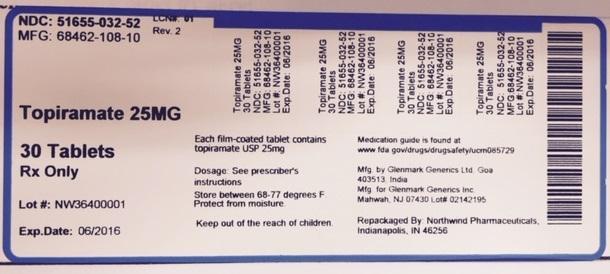 NDC: 51655-032-52
MFG: 68462-108-10
LCN#: 01
Rev. 2
Topiramate 25MG
30 Tablets
Rx Only
Lot #: NW36400001
Exp.Date: 06/2016
Each film-coated tablet contains
topiramate USP 25mg
Dosage: See prescriber's
instructions
Store between 68-77 degrees F
Protect from moisture.
Keep out of the reach of children.
Topiramate 25MG
30 Tablets
NDC: 51655-032-52
MFG: 68462-108-10
Lot #: NW36400001
Exp.Date: 06/2016
Topiramate 25MG
30 Tablets
NDC: 51655-032-52
MFG: 68462-108-10
Lot #: NW36400001
Exp.Date: 06/2016
Topiramate 25MG
30 Tablets
NDC: 51655-032-52
MFG: 68462-108-10
Lot #: NW36400001
Exp.Date: 06/2016
Topiramate 25MG
30 Tablets
NDC: 51655-032-52
MFG: 68462-108-10
Lot #: NW36400001
Exp.Date: 06/2016
Medication guide is found at
www.fda.gov/drugs/drugsafety/ucm085729
Mfg. by Glenmark Generics Ltd. Goa
403513. India
Mfg. for Glenmark Generics Inc.
Mahwah, NJ 07430 Lot# 02142195
Repackaged By: Northwind Pharmaceuticals,
Indianapolis, IN 46256